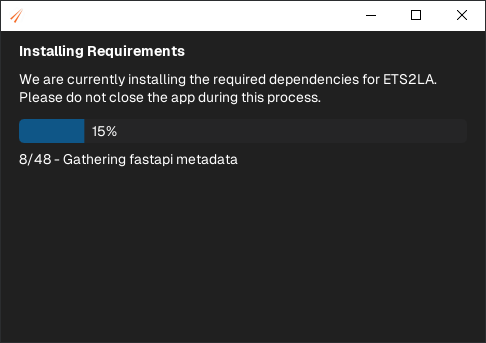 Installing Requirements
We are currently installing the required dependencies for ETS2LA.
Please do not close the app during this process.
15%
8/48 - Gathering fastapi metadata